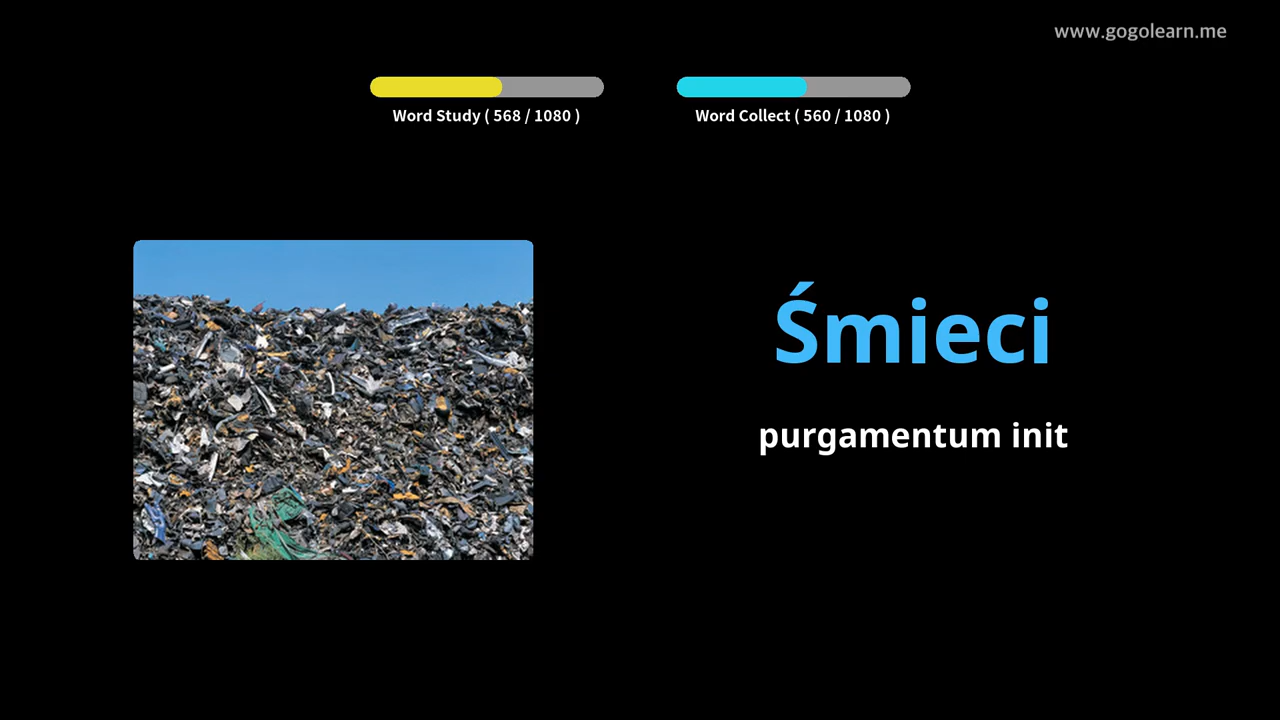 www.gogolearn.me
Word Study ( 568 / 1080 )
Word Collect ( 560 / 1080 )
Śmieci
purgamentum init